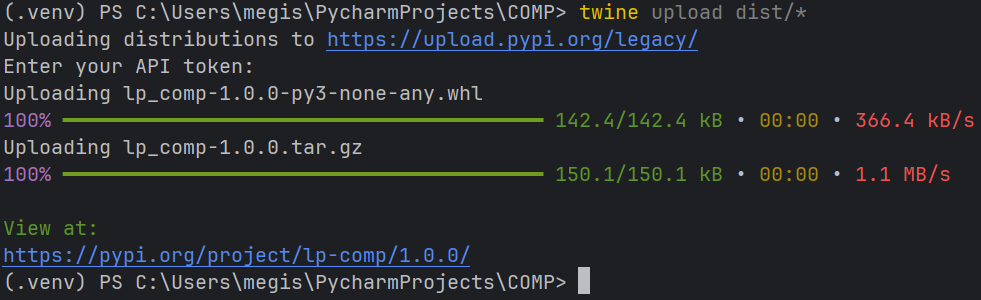 (.venv) PS C:\Users\megis\PycharmProjects\COMP> twine upload dist/*
Uploading distributions to https://upload.pypi.org/legacy/
Enter your API token:
Uploading lp_comp-1.0.0-py3-none-any.whl
100% ━━━━━━━━━━━━━━━━━━━━━━━━━━━━━━━━━━━━━━━━ 142.4/142.4 kB • 00:00 • 366.4 kB/s
Uploading lp_comp-1.0.0.tar.gz
100% ━━━━━━━━━━━━━━━━━━━━━━━━━━━━━━━━━━━━━━━━ 150.1/150.1 kB • 00:00 • 1.1 MB/s
View at:
https://pypi.org/project/lp-comp/1.0.0/
(.venv) PS C:\Users\megis\PycharmProjects\COMP>